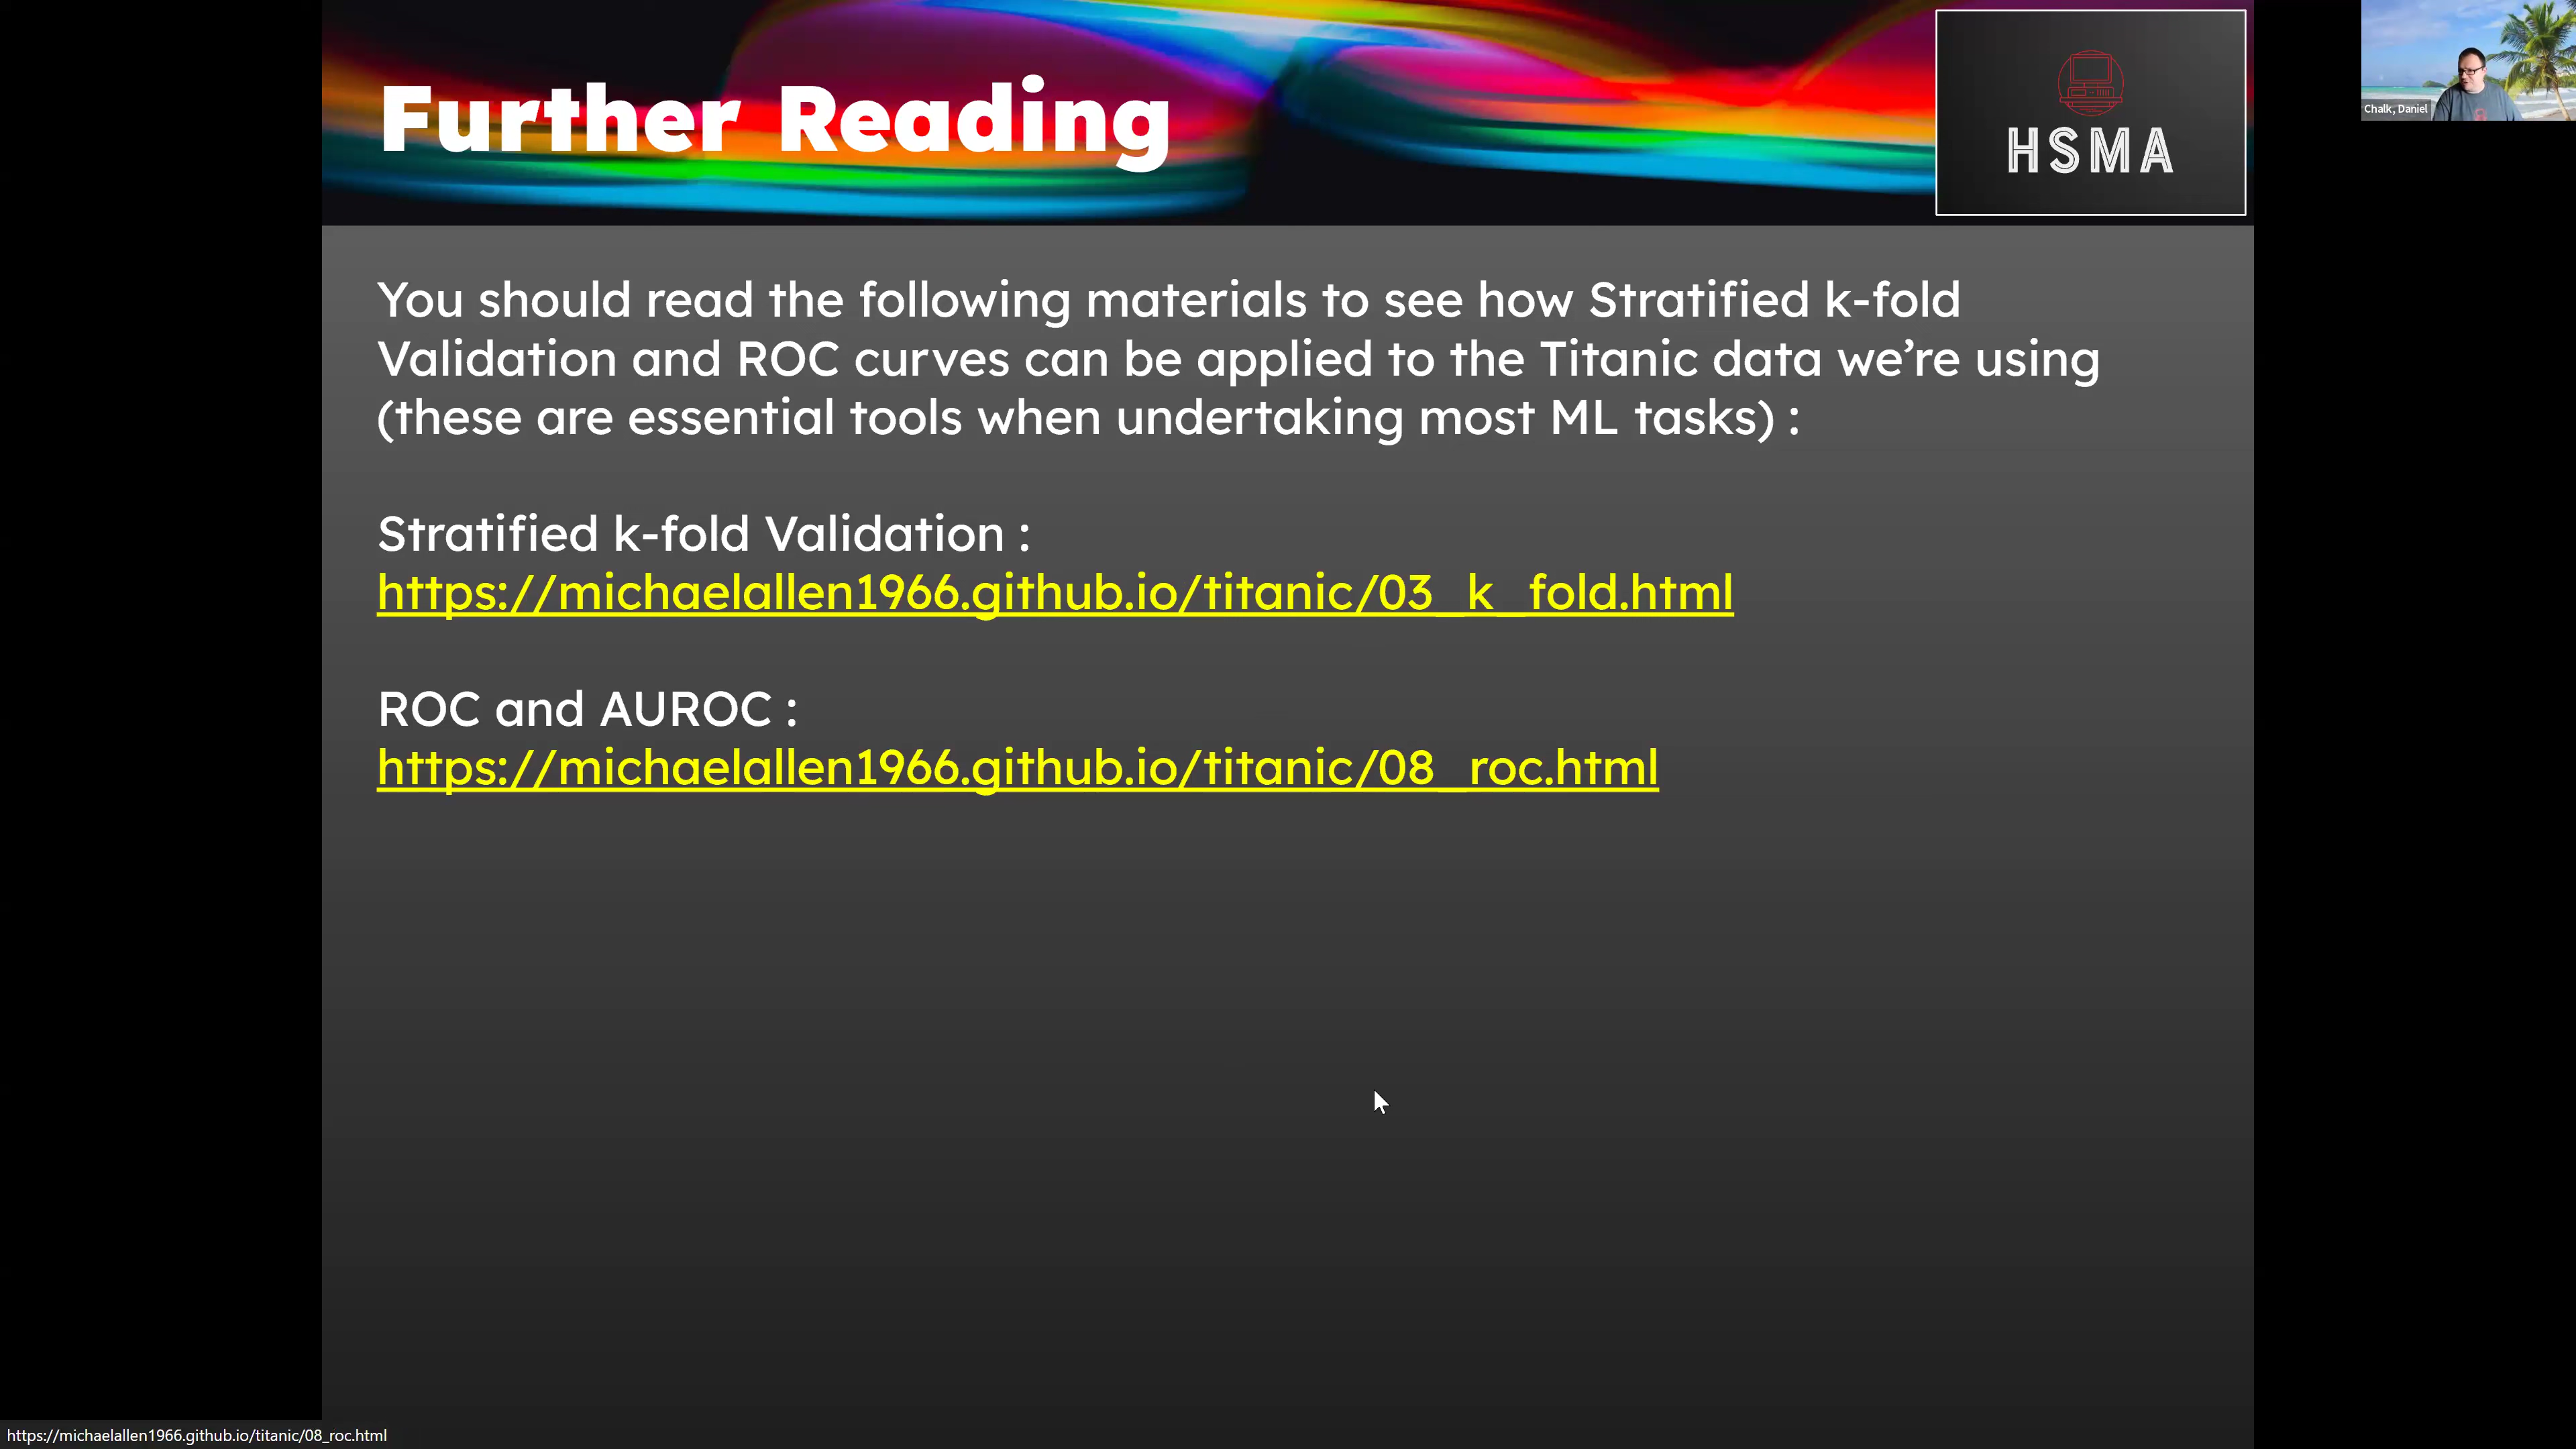 Further Reading
HSMA
Chalk, Daniel
You should read the following materials to see how Stratified k-fold
Validation and ROC curves can be applied to the Titanic data we’re using
(these are essential tools when undertaking most ML tasks) :
Stratified k-fold Validation :
https://michaelallen1966.github.io/titanic/03_k_fold.html
ROC and AUROC :
https://michaelallen1966.github.io/titanic/08_roc.html
https://michaelallen1966.github.io/titanic/08_roc.html